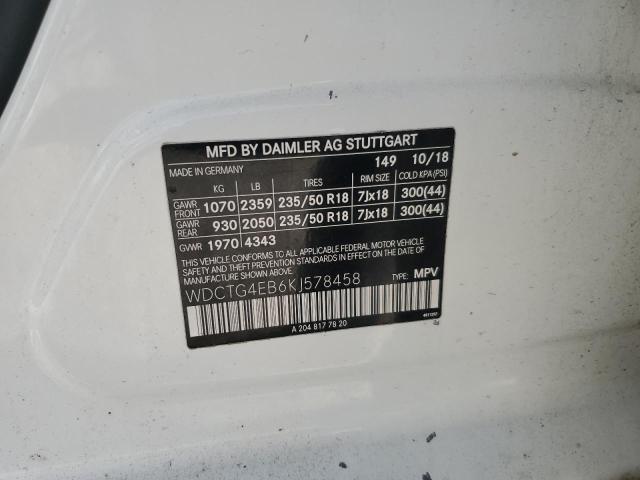 MFD BY DAIMLER AG STUTTGART
MADE IN GERMANY 149 10/18
KG LB TIRES RIM SIZE COLD KPA(PSI)
GAWR FRONT 1070 2359 235/50 R18 7Jx18 300(44)
GAWR REAR 930 2050 235/50 R18 7Jx18 300(44)
GVWR 1970 4343
THIS VEHICLE CONFORMS TO ALL APPLICABLE FEDERAL MOTOR VEHICLE
SAFETY, BUMPER, AND THEFT PREVENTION STANDARDS IN EFFECT ON THE DATE OF
MANUFACTURE SHOWN ABOVE.
WDCTG4EB6KJ578458 VEHICLE TYPE: MPV
A 204 817 78 20